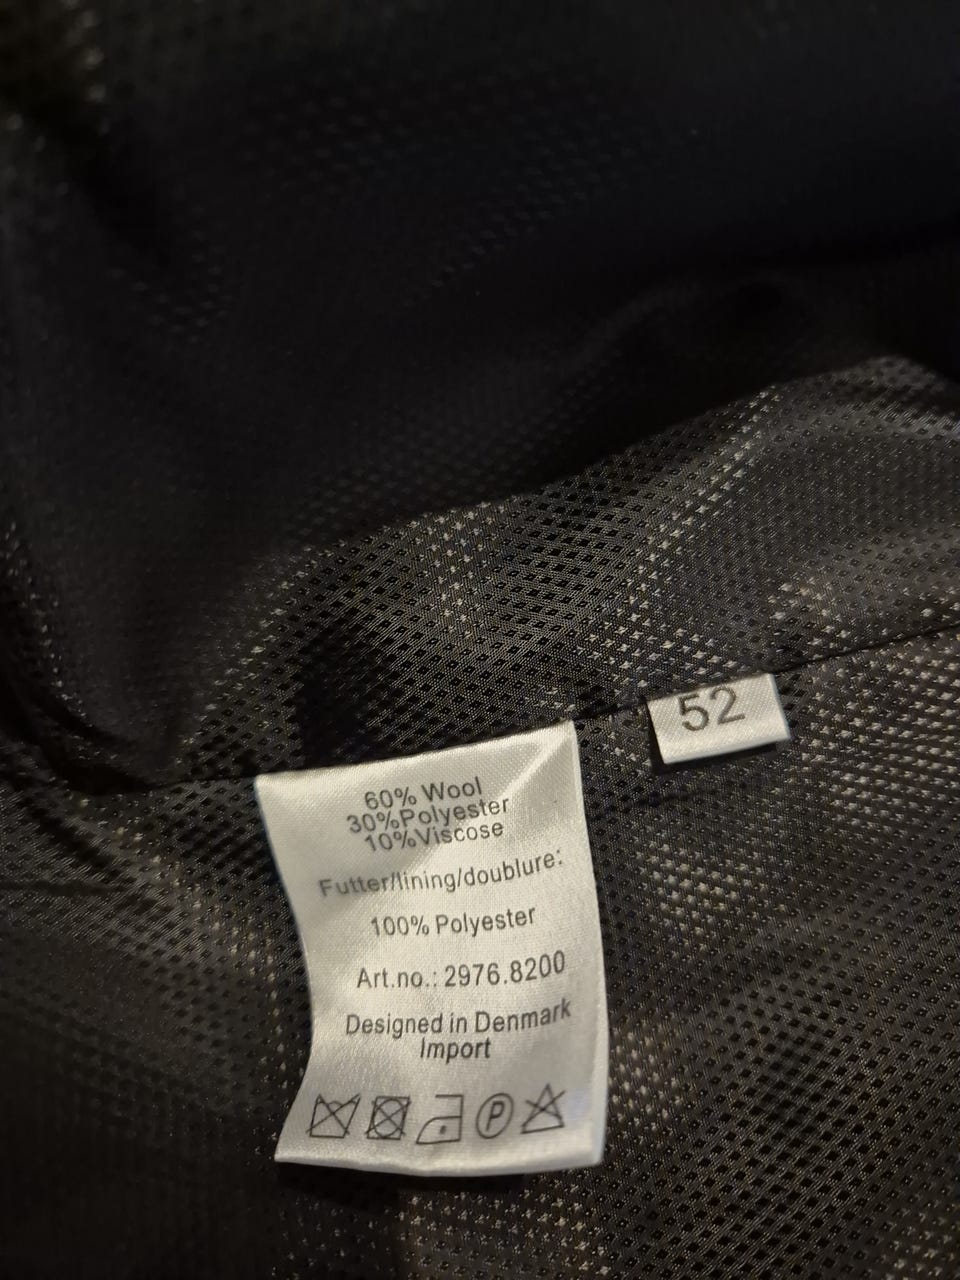 52
60% Wool
30%Polyester
10%Viscose
Futter/lining/doublure:
100% Polyester
Art.no.: 2976.8200
Designed in Denmark
Import
P